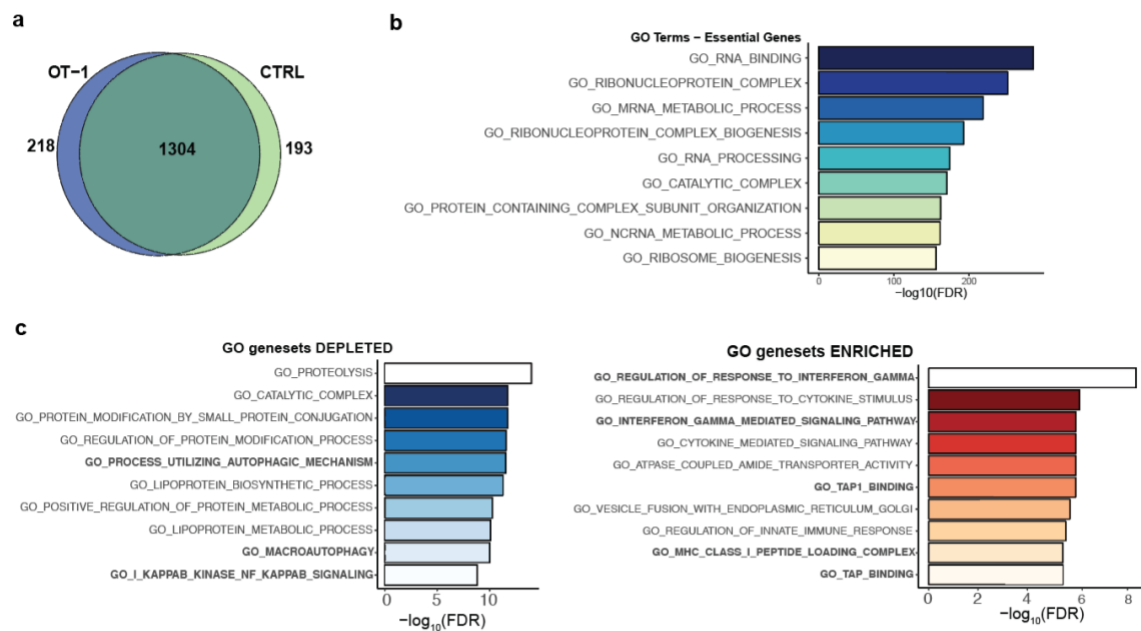 a
OT−1
CTRL
218
1304
193
b
GO Terms − Essential Genes
GO_RNA_BINDING
GO_RIBONUCLEOPROTEIN_COMPLEX
GO_MRNA_METABOLIC_PROCESS
GO_RIBONUCLEOPROTEIN_COMPLEX_BIOGENESIS
GO_RNA_PROCESSING
GO_CATALYTIC_COMPLEX
GO_PROTEIN_CONTAINING_COMPLEX_SUBUNIT_ORGANIZATION
GO_NCRNA_METABOLIC_PROCESS
GO_RIBOSOME_BIOGENESIS
0 100 200
−log10(FDR)
c
GO genesets DEPLETED
GO_PROTEOLYSIS
GO_CATALYTIC_COMPLEX
GO_PROTEIN_MODIFICATION_BY_SMALL_PROTEIN_CONJUGATION
GO_REGULATION_OF_PROTEIN_MODIFICATION_PROCESS
GO_PROCESS_UTILIZING_AUTOPHAGIC_MECHANISM
GO_LIPOPROTEIN_BIOSYNTHETIC_PROCESS
GO_POSITIVE_REGULATION_OF_PROTEIN_METABOLIC_PROCESS
GO_LIPOPROTEIN_METABOLIC_PROCESS
GO_MACROAUTOPHAGY
GO_I_KAPPAB_KINASE_NF_KAPPAB_SIGNALING
0 5 10
−log10(FDR)
GO genesets ENRICHED
GO_REGULATION_OF_RESPONSE_TO_INTERFERON_GAMMA
GO_REGULATION_OF_RESPONSE_TO_CYTOKINE_STIMULUS
GO_INTERFERON_GAMMA_MEDIATED_SIGNALING_PATHWAY
GO_CYTOKINE_MEDIATED_SIGNALING_PATHWAY
GO_ATPASE_COUPLED_AMIDE_TRANSPORTER_ACTIVITY
GO_TAP1_BINDING
GO_VESICLE_FUSION_WITH_ENDOPLASMIC_RETICULUM_GOLGI
GO_REGULATION_OF_INNATE_IMMUNE_RESPONSE
GO_MHC_CLASS_I_PEPTIDE_LOADING_COMPLEX
GO_TAP_BINDING
0 2 4 6 8
−log10(FDR)